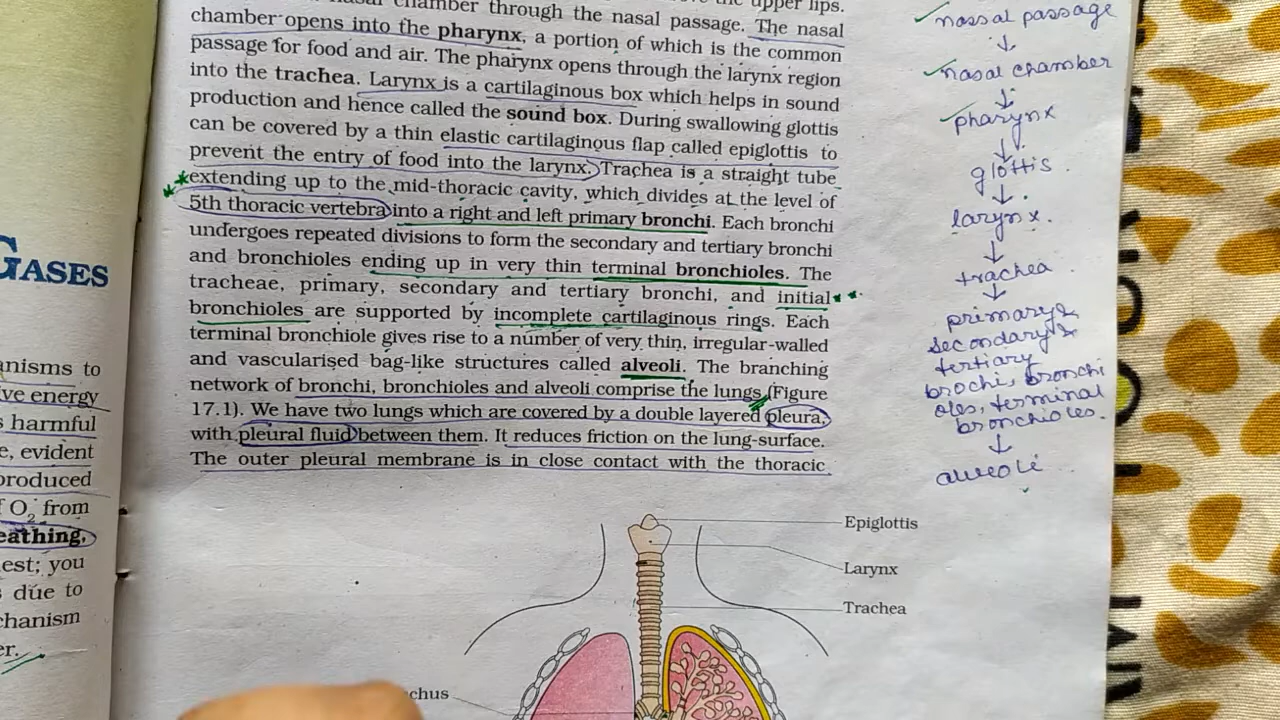 GASES
anisms to
ve energy
s harmful
e, evident
produced
f O2 from
eathing.
est; you
s due to
chanism
er.
chamber through the nasal passage. The nasal
chamber opens into the pharynx, a portion of which is the common
passage for food and air. The pharynx opens through the larynx region
into the trachea. Larynx is a cartilaginous box which helps in sound
production and hence called the sound box. During swallowing glottis
can be covered by a thin elastic cartilaginous flap called epiglottis to
prevent the entry of food into the larynx. Trachea is a straight tube
extending up to the mid-thoracic cavity, which divides at the level of
5th thoracic vertebra into a right and left primary bronchi. Each bronchi
undergoes repeated divisions to form the secondary and tertiary bronchi
and bronchioles ending up in very thin terminal bronchioles. The
tracheae, primary, secondary and tertiary bronchi, and initial
bronchioles are supported by incomplete cartilaginous rings. Each
terminal bronchiole gives rise to a number of very thin, irregular-walled
and vascularised bag-like structures called alveoli. The branching
network of bronchi, bronchioles and alveoli comprise the lungs (Figure
17.1). We have two lungs which are covered by a double layered pleura,
with pleural fluid between them. It reduces friction on the lung-surface.
The outer pleural membrane is in close contact with the thoracic
Epiglottis
Larynx
Trachea
chus
nassal passage
nasal chamber
pharynx
glottis
larynx.
trachea
primary &
secondary &
tertiary
brochi, bronchi
oles, terminal
bronchioles.
alveoli